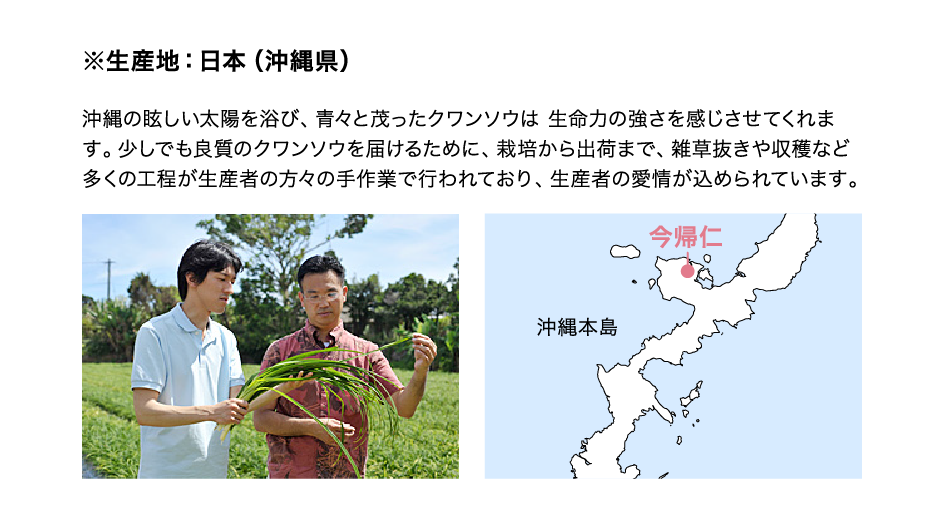 ※生産地：日本（沖縄県）
沖縄の眩しい太陽を浴び、青々と茂ったクワンソウは 生命力の強さを感じさせてくれま
す。少しでも良質のクワンソウを届けるために、栽培から出荷まで、雑草抜きや収穫など
多くの工程が生産者の方々の手作業で行われており、生産者の愛情が込められています。
今帰仁
沖縄本島